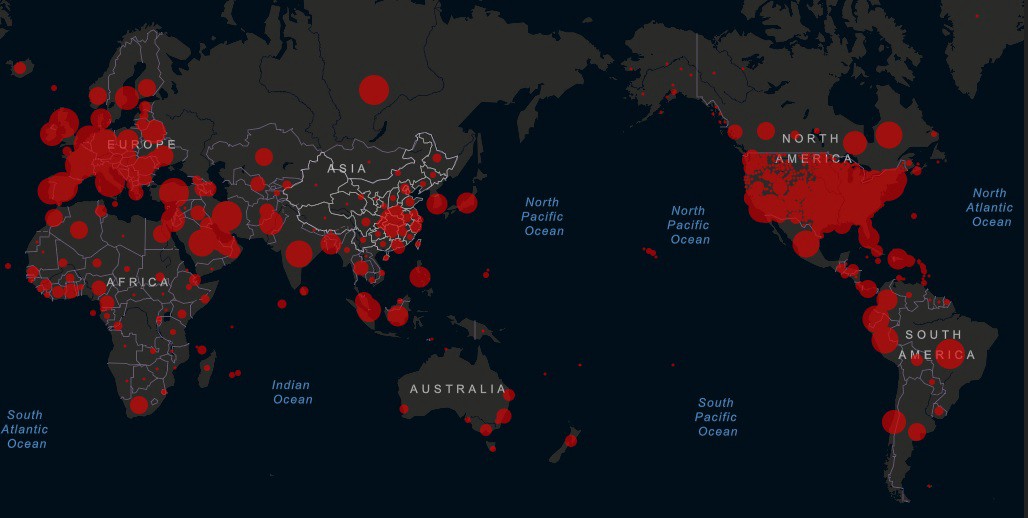 EUROPE
ASIA
NORTH
AMERICA
North
Pacific
Ocean
North
Pacific
Ocean
North
Atlantic
Ocean
AFRICA
SOUTH
AMERICA
AUSTRALIA
Indian
Ocean
South
Atlantic
Ocean
South
Pacific
Ocean